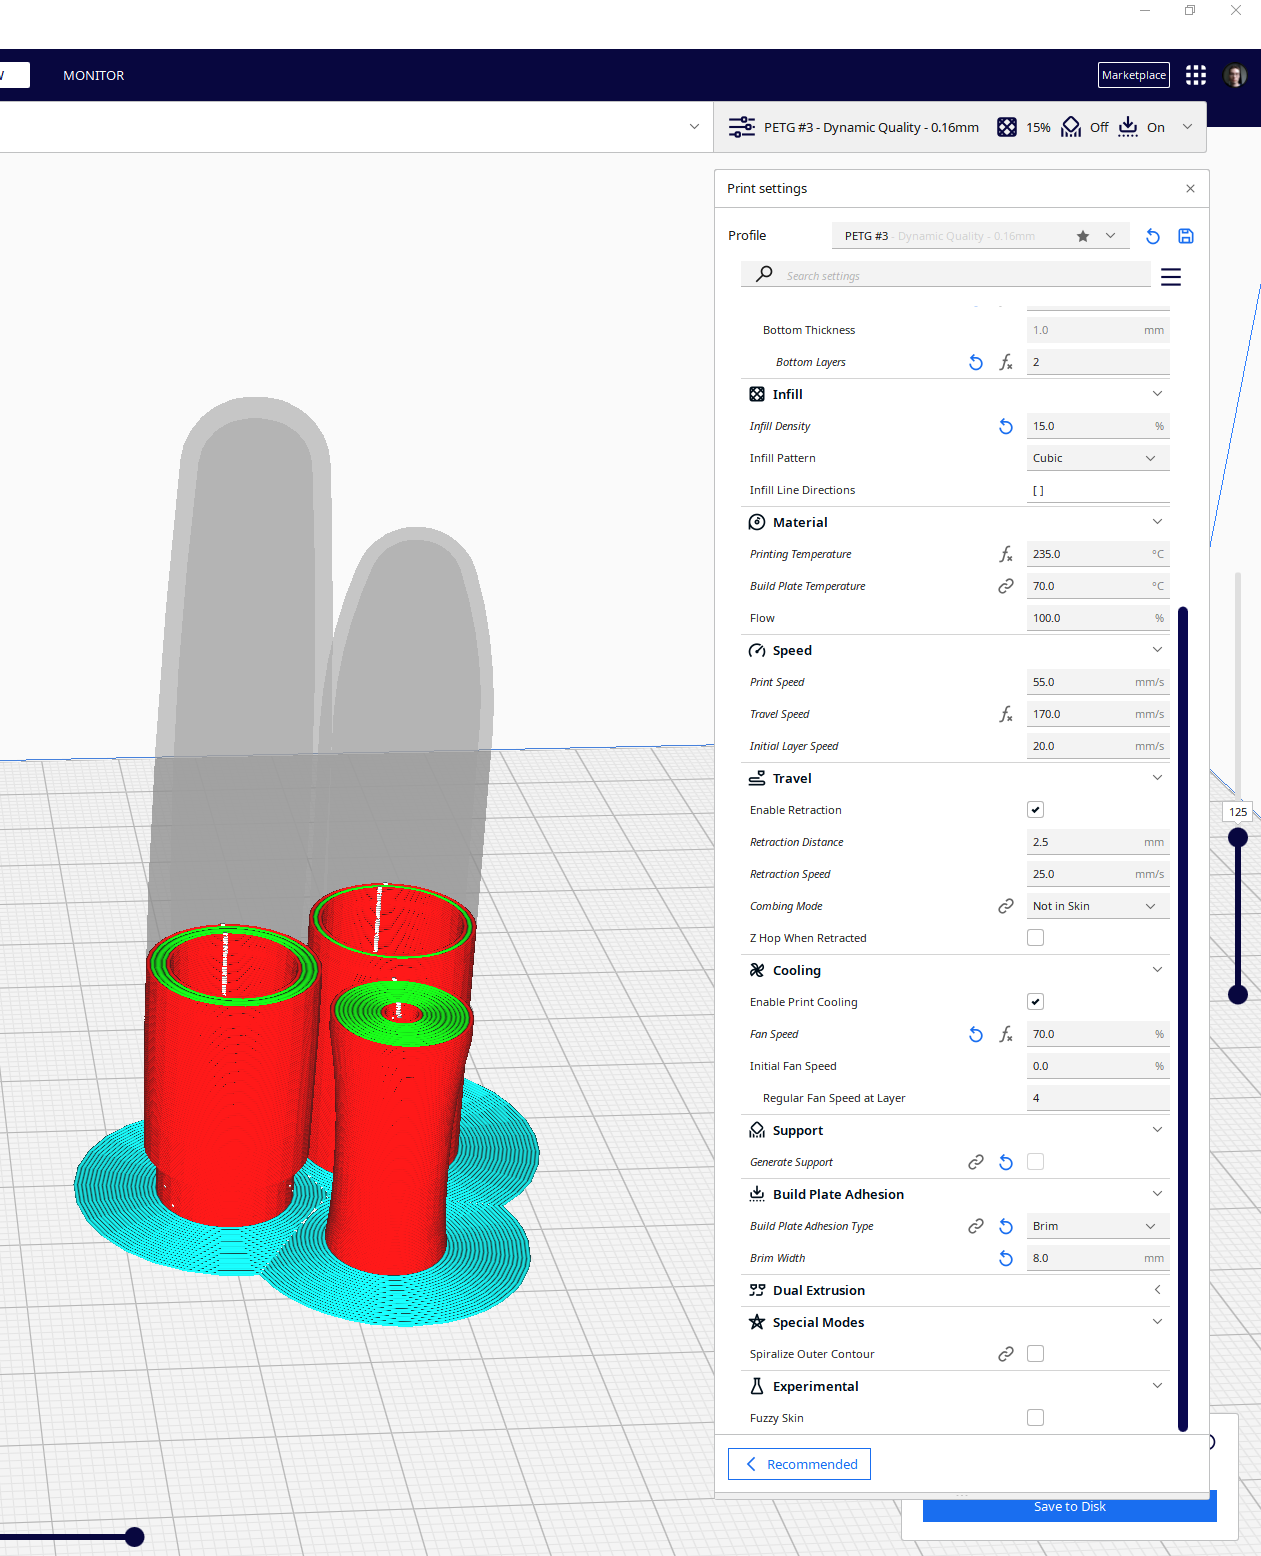 MONITOR
Marketplace
PETG #3 - Dynamic Quality - 0.16mm 15% Off On
Print settings
Profile PETG #3 - Dynamic Quality - 0.16mm
Search settings
Bottom Thickness 1.0 mm
Bottom Layers 2
Infill
Infill Density 15.0 %
Infill Pattern Cubic
Infill Line Directions [ ]
Material
Printing Temperature 235.0 °C
Build Plate Temperature 70.0 °C
Flow 100.0 %
Speed
Print Speed 55.0 mm/s
Travel Speed 170.0 mm/s
Initial Layer Speed 20.0 mm/s
Travel
Enable Retraction
Retraction Distance 2.5 mm
Retraction Speed 25.0 mm/s
Combing Mode Not in Skin
Z Hop When Retracted
Cooling
Enable Print Cooling
Fan Speed 70.0 %
Initial Fan Speed 0.0 %
Regular Fan Speed at Layer 4
Support
Generate Support
Build Plate Adhesion
Build Plate Adhesion Type Brim
Brim Width 8.0 mm
Dual Extrusion
Special Modes
Spiralize Outer Contour
Experimental
Fuzzy Skin
Recommended
125
Save to Disk